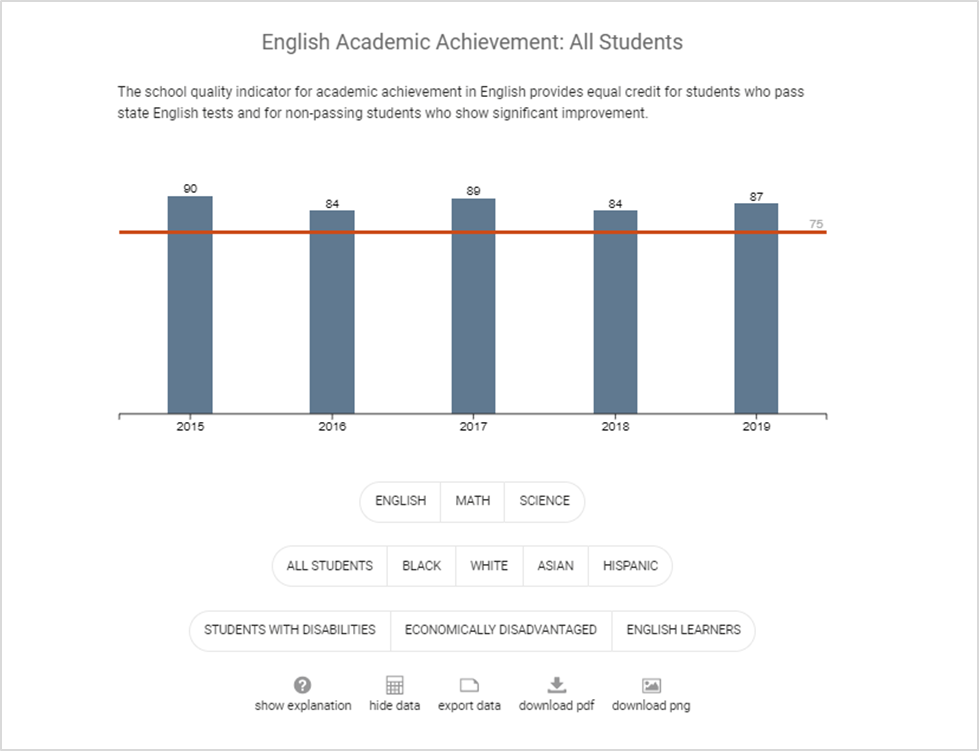 English Academic Achievement: All Students
The school quality indicator for academic achievement in English provides equal credit for students who pass
state English tests and for non-passing students who show significant improvement.
90
84
89
84
87
75
2015
2016
2017
2018
2019
ENGLISH MATH SCIENCE
ALL STUDENTS BLACK WHITE ASIAN HISPANIC
STUDENTS WITH DISABILITIES ECONOMICALLY DISADVANTAGED ENGLISH LEARNERS
show explanation hide data export data download pdf download png